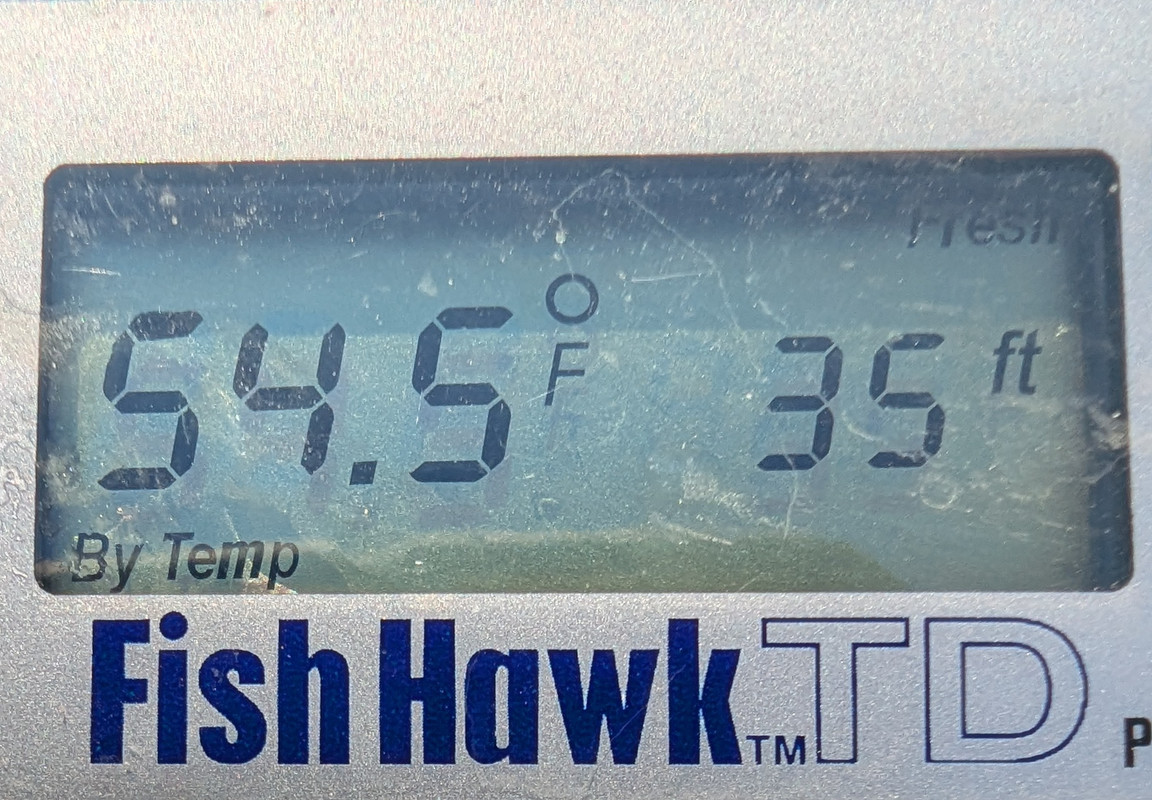 Fresh
54.5°F 35 ft
By Temp
Fish Hawk™ TD P